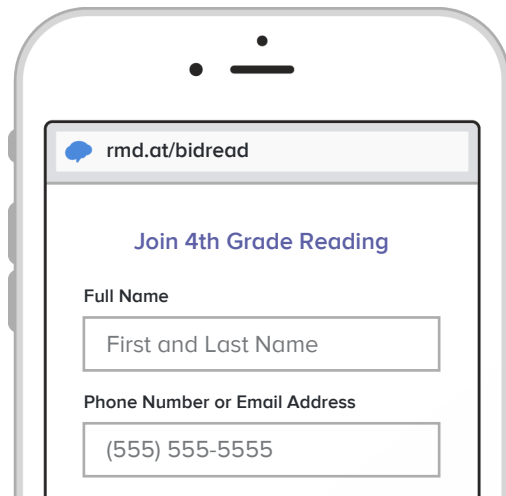 rmd.at/bidread
Join 4th Grade Reading
Full Name
First and Last Name
Phone Number or Email Address
(555) 555-5555